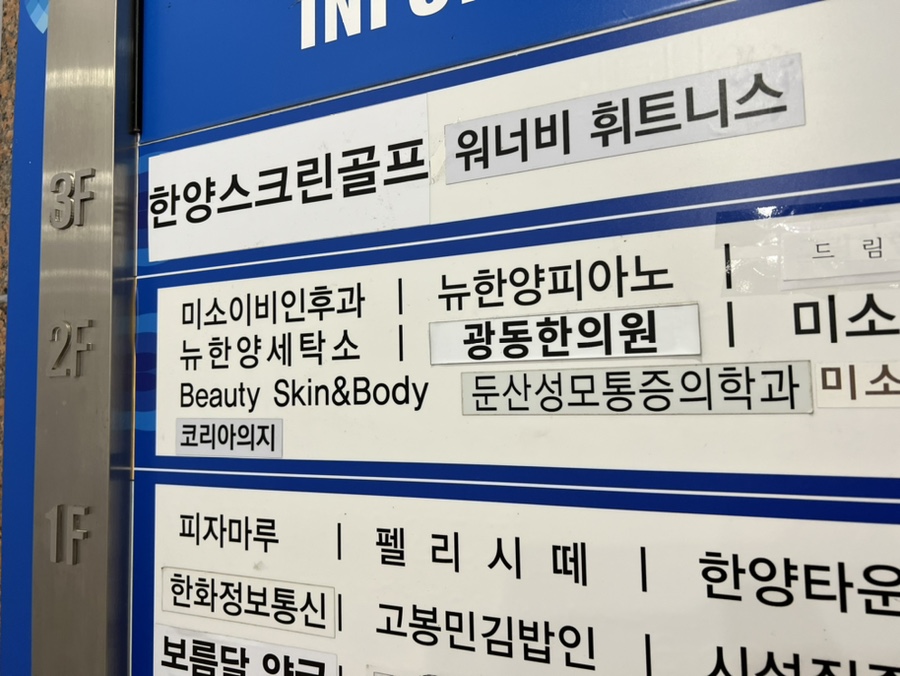 3F
한양스크린골프 워너비 휘트니스
2F
미소이비인후과 | 뉴한양피아노 | 드림
뉴한양세탁소 | 광동한의원 | 미소
Beauty Skin&Body 둔산성모통증의학과 미소
코리아의지
1F
피자마루 | 펠리시떼 | 한양타운
한화정보통신 | 고봉민김밥인 |
보름달